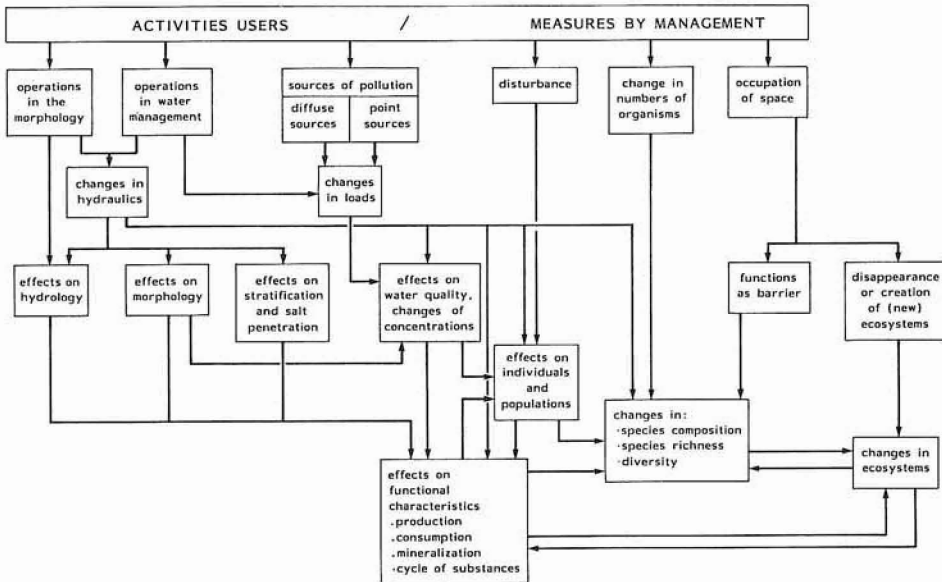 ACTIVITIES USERS / MEASURES BY MANAGEMENT
operations
in the
morphology
operations
in water
management
sources of pollution
diffuse
sources
point
sources
disturbance
change in
numbers of
organisms
occupation
of space
changes in
hydraulics
changes
in loads
effects on
hydrology
effects on
morphology
effects on
stratification
and salt
penetration
effects on
water quality,
changes of
concentrations
functions
as barrier
disappearance
or creation
of (new)
ecosystems
effects on
individuals
and
populations
changes in:
·species composition
·species richness
·diversity
changes in
ecosystems
effects on
functional
characteristics
.production
.consumption
.mineralization
·cycle of substances